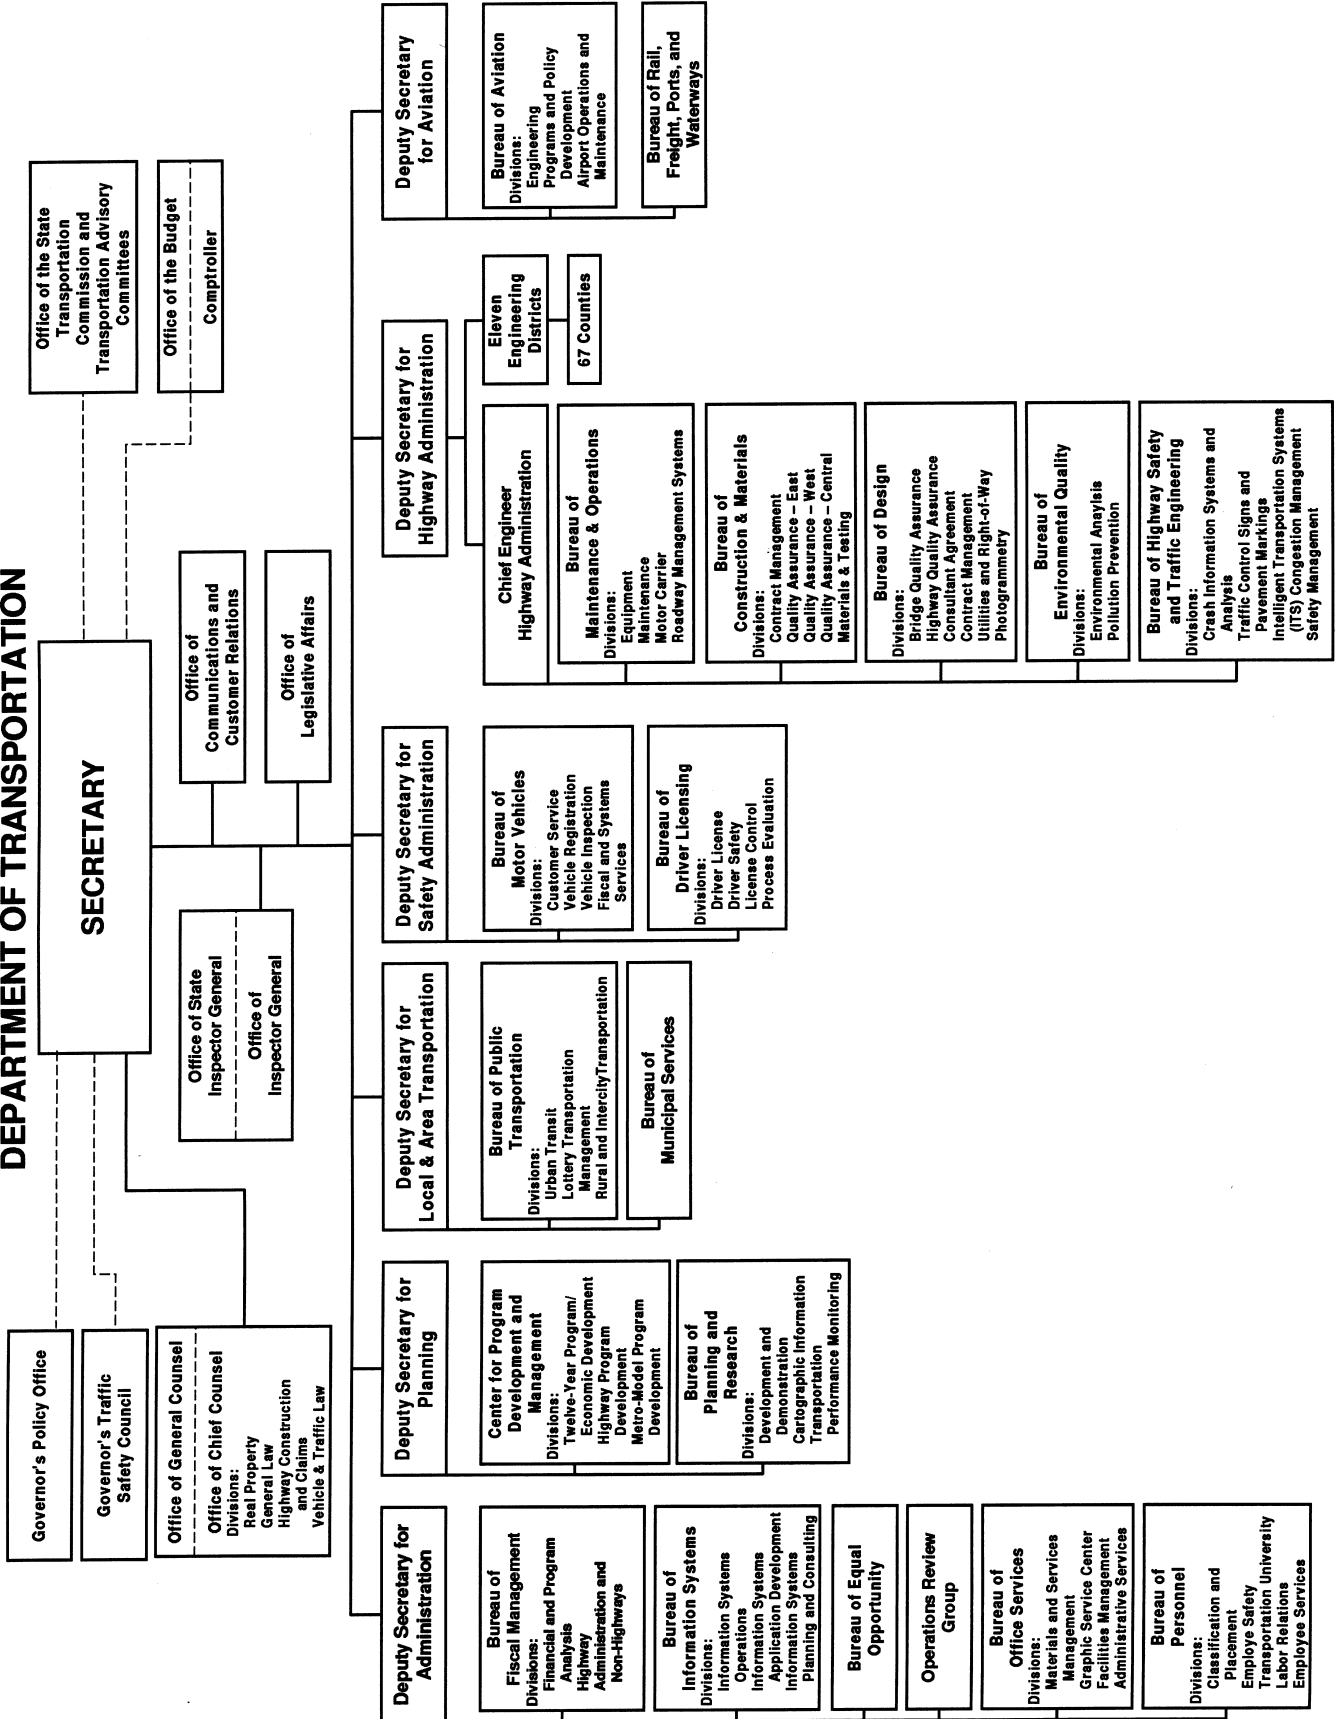 DEPARTMENT OF TRANSPORTATION
SECRETARY
Governor's Policy Office
Governor's Traffic
Safety Council
Office of General Counsel
Office of Chief Counsel
Divisions:
Real Property
General Law
Highway Construction
and Claims
Vehicle & Traffic Law
Office of State
Inspector General
Office of
Inspector General
Office of
Communications and
Customer Relations
Office of
Legislative Affairs
Office of the State
Transportation
Commission and
Transportation Advisory
Committees
Office of the Budget
Comptroller
Deputy Secretary for
Administration
Bureau of
Fiscal Management
Divisions:
Financial and Program
Analysis
Highway
Administration and
Non-Highways
Bureau of
Information Systems
Divisions:
Information Systems
Operations
Information Systems
Application Development
Information Systems
Planning and Consulting
Bureau of Equal
Opportunity
Operations Review
Group
Bureau of
Office Services
Divisions:
Materials and Services
Management
Graphic Service Center
Facilities Management
Administrative Services
Bureau of
Personnel
Divisions:
Classification and
Placement
Employe Safety
Transportation University
Labor Relations
Employee Services
Deputy Secretary for
Planning
Center for Program
Development and
Management
Divisions:
Twelve-Year Program/
Economic Development
Highway Program
Development
Metro-Model Program
Development
Bureau of
Planning and
Research
Divisions:
Development and
Demonstration
Cartographic Information
Transportation
Performance Monitoring
Deputy Secretary for
Local & Area Transportation
Bureau of Public
Transportation
Divisions:
Urban Transit
Lottery Transportation
Management
Rural and IntercityTransportation
Bureau of
Municipal Services
Deputy Secretary for
Safety Administration
Bureau of
Motor Vehicles
Divisions:
Customer Service
Vehicle Registration
Vehicle Inspection
Fiscal and Systems
Services
Bureau of
Driver Licensing
Divisions:
Driver License
Driver Safety
License Control
Process Evaluation
Deputy Secretary for
Highway Administration
Chief Engineer
Highway Administration
Bureau of
Maintenance & Operations
Divisions:
Equipment
Maintenance
Motor Carrier
Roadway Management Systems
Bureau of
Construction & Materials
Divisions:
Contract Management
Quality Assurance – East
Quality Assurance – West
Quality Assurance – Central
Materials & Testing
Bureau of Design
Divisions:
Bridge Quality Assurance
Highway Quality Assurance
Consultant Agreement
Contract Management
Utilities and Right-of-Way
Photogrammetry
Bureau of
Environmental Quality
Divisions:
Environmental Anaylsis
Pollution Prevention
Bureau of Highway Safety
and Traffic Engineering
Divisions:
Crash Information Systems and
Analysis
Traffic Control Signs and
Pavement Markings
Intelligent Transportation Systems
(ITS) Congestion Management
Safety Management
Eleven
Engineering
Districts
67 Counties
Deputy Secretary
for Aviation
Bureau of Aviation
Divisions:
Engineering
Programs and Policy
Development
Airport Operations and
Maintenance
Bureau of Rail,
Freight, Ports, and
Waterways